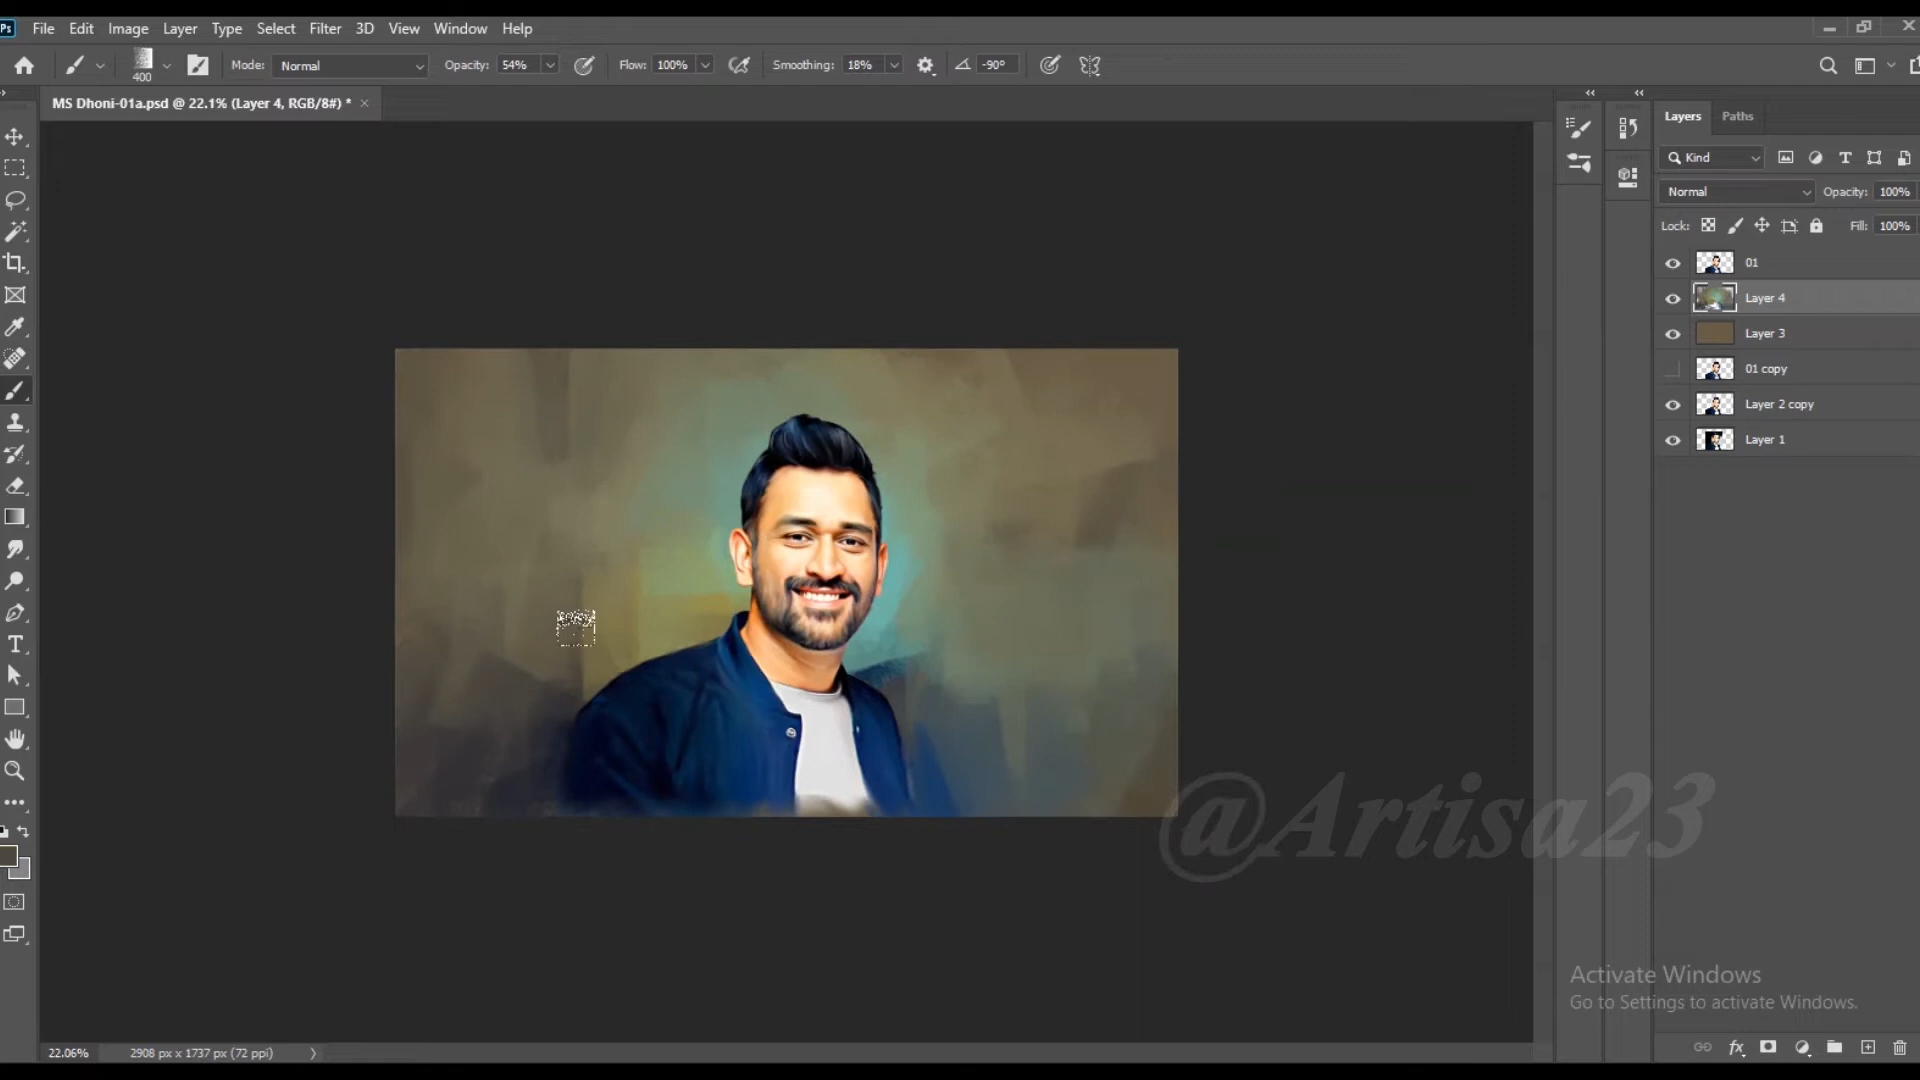 Ps File Edit Image Layer Type Select Filter 3D View Window Help
400 Mode: Normal Opacity: 54% Flow: 100% Smoothing: 18% -90°
MS Dhoni-01a.psd @ 22.1% (Layer 4, RGB/8#) * ×
Layers Paths
Kind
Normal Opacity: 100%
Lock: Fill: 100%
01
Layer 4
Layer 3
01 copy
Layer 2 copy
Layer 1
@Artisa23
Activate Windows
Go to Settings to activate Windows.
22.06% 2908 px x 1737 px (72 ppi)